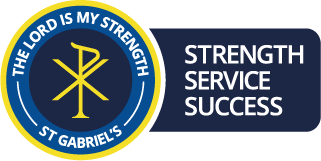 THE LORD IS MY STRENGTH
ST GABRIEL'S
STRENGTH
SERVICE
SUCCESS